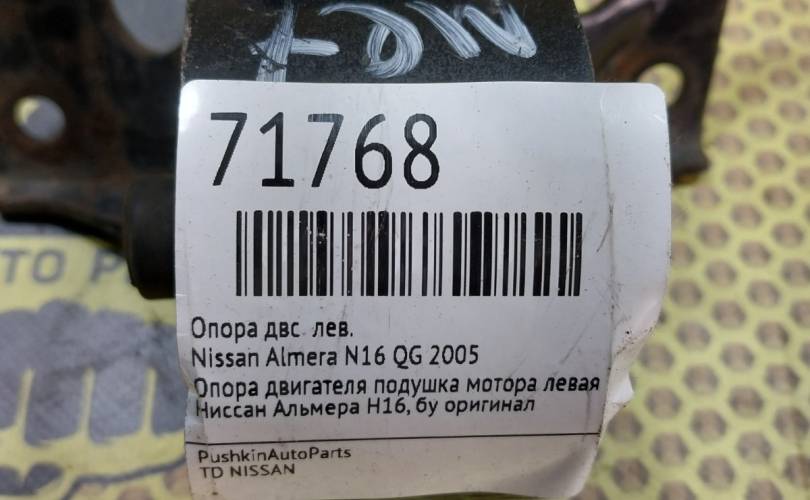 71768
Опора двс лев.
Nissan Almera N16 QG 2005
Опора двигателя подушка мотора левая
Ниссан Альмера Н16, бу оригинал
PushkinAutoParts
TD NISSAN